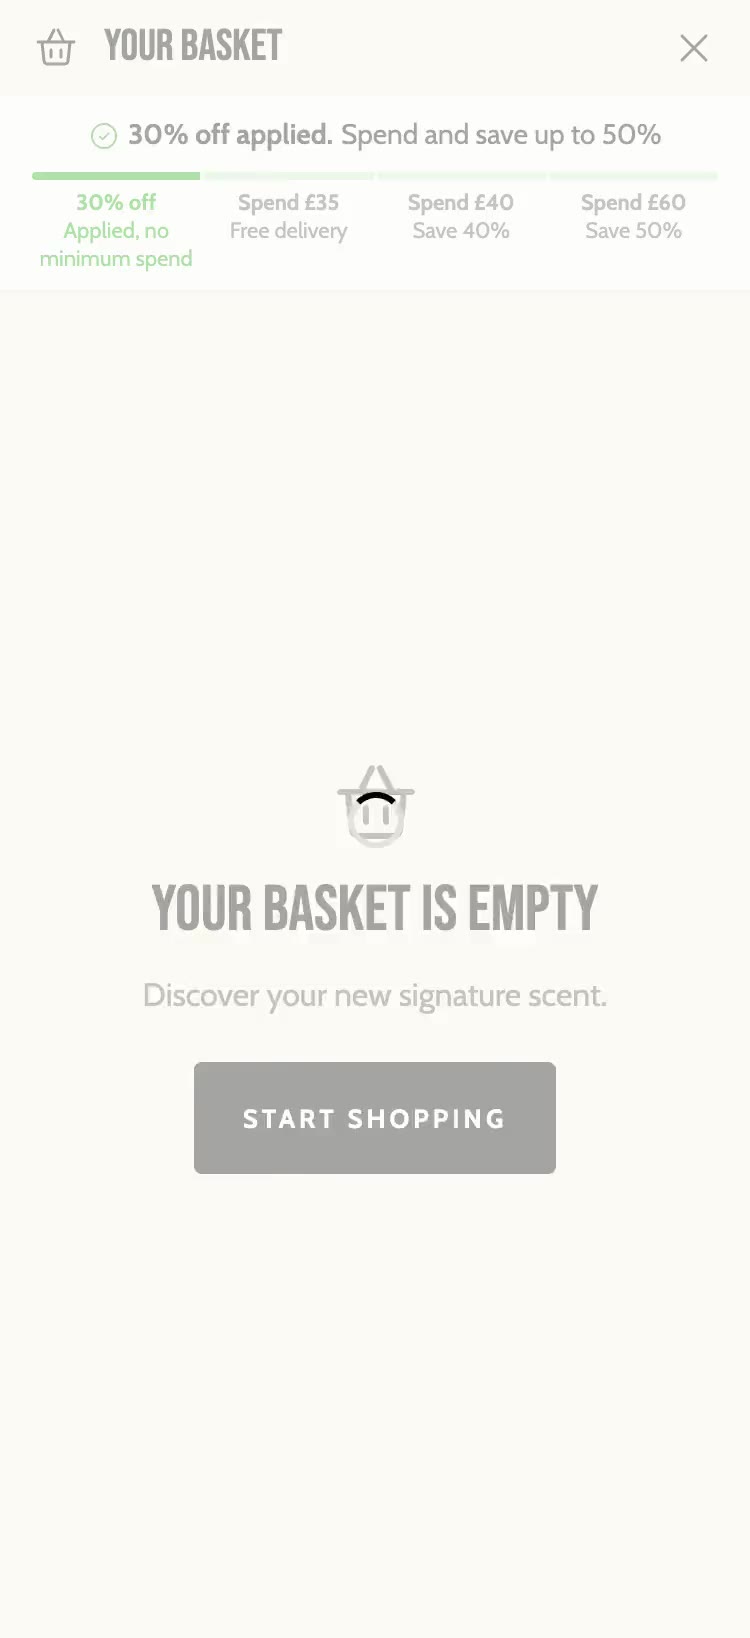 YOUR BASKET
30% off applied. Spend and save up to 50%
30% off
Applied, no
minimum spend
Spend £35
Free delivery
Spend £40
Save 40%
Spend £60
Save 50%
YOUR BASKET IS EMPTY
Discover your new signature scent.
START SHOPPING